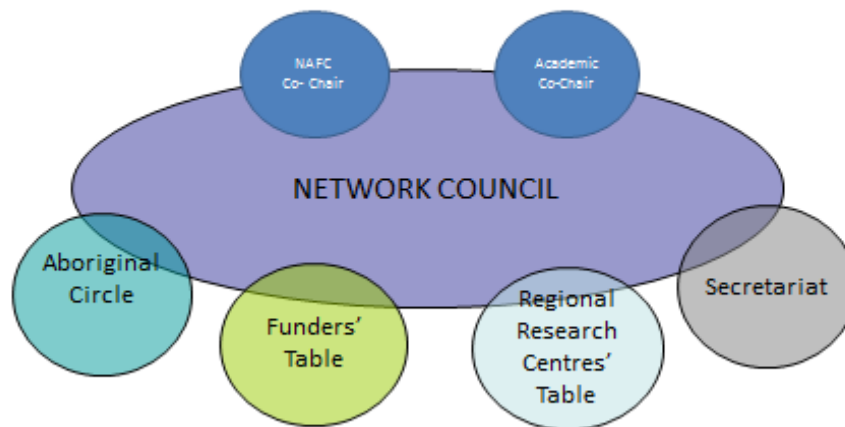 NAFC
Co- Chair
Academic
Co-Chair
NETWORK COUNCIL
Aboriginal
Circle
Funders’
Table
Regional
Research
Centres’
Table
Secretariat